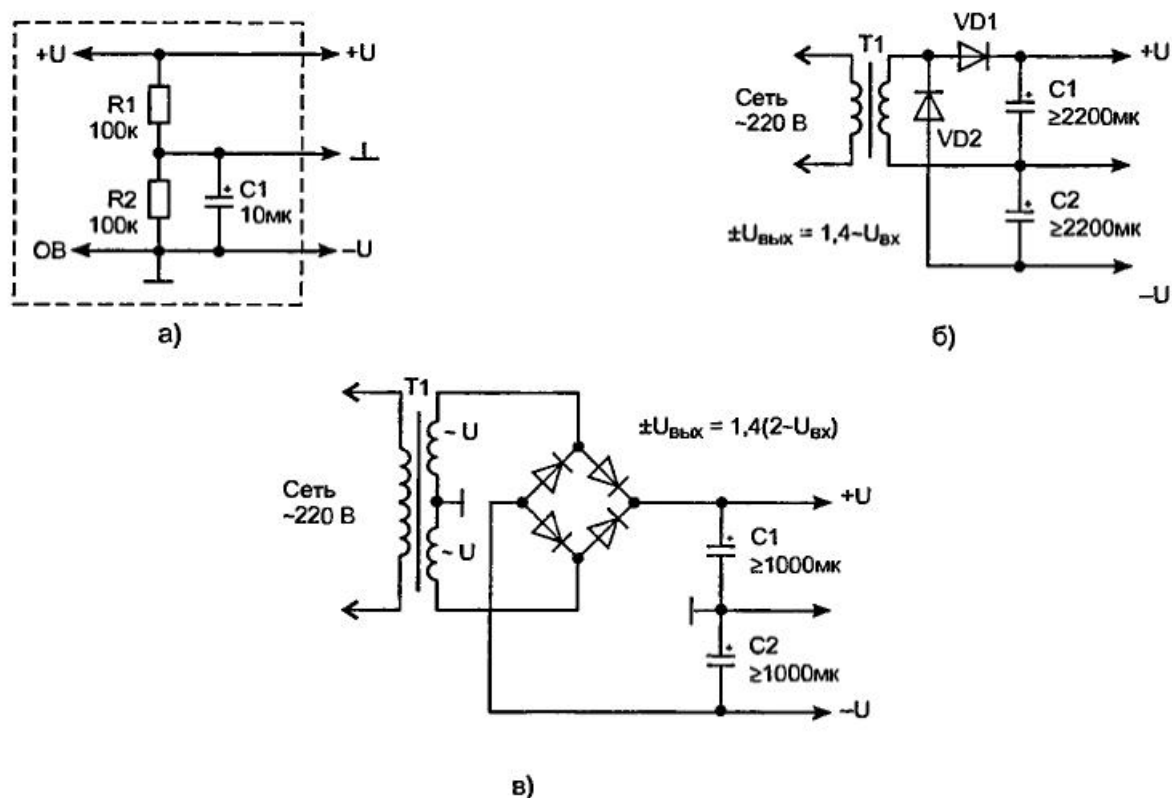 +U
+U
R1
100к
R2
100к
C1
10мк
⊥
ОВ
–U
а)
T1
VD1
+U
Сеть
~220 В
VD2
C1
≥2200мк
C2
≥2200мк
±Uвых = 1,4~Uвх
–U
б)
T1
~ U
±Uвых = 1,4(2~Uвх)
Сеть
~220 В
+U
~ U
C1
≥1000мк
C2
≥1000мк
–U
в)